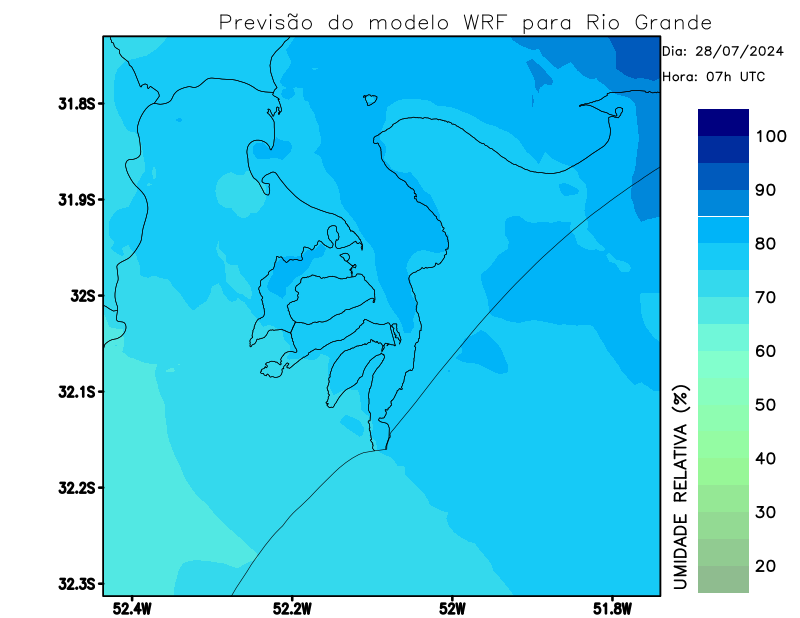 Previsão do modelo WRF para Rio Grande
Dia: 28/07/2024
Hora: 07h UTC
31.8S
31.9S
32S
32.1S
32.2S
32.3S
52.4W
52.2W
52W
51.8W
100
90
80
70
60
50
40
30
20
UMIDADE RELATIVA (%)